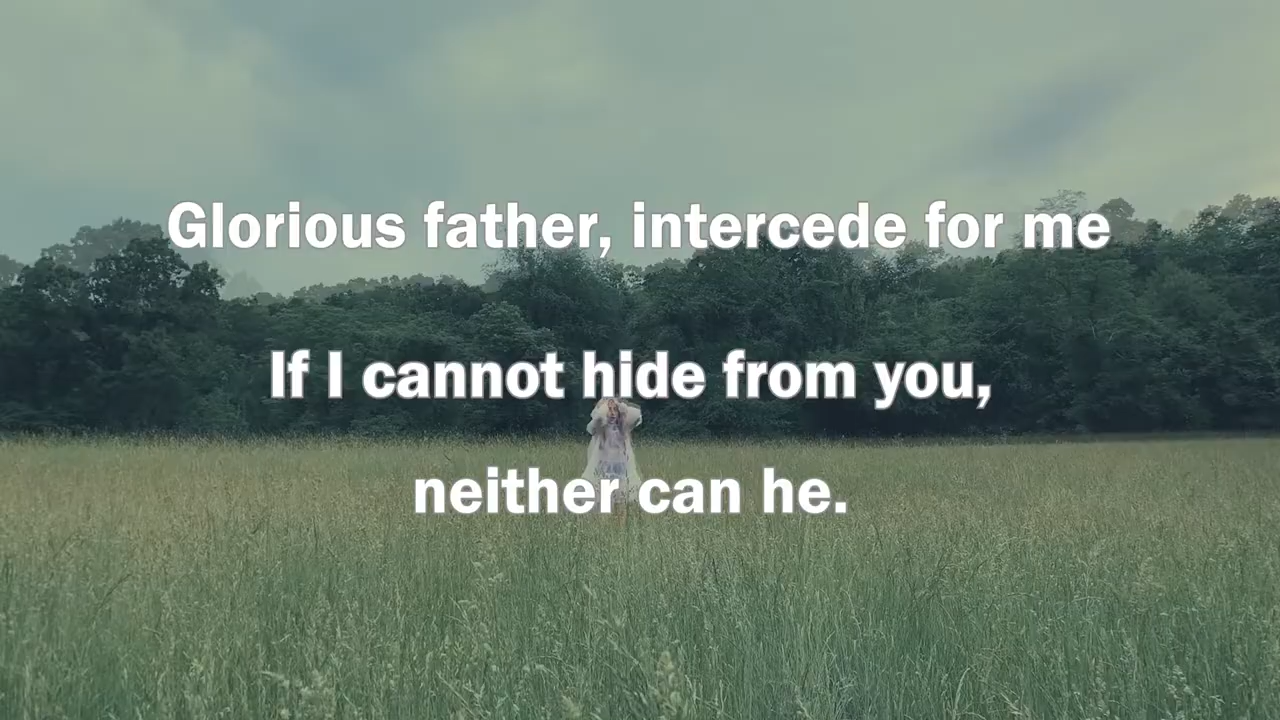 Glorious father, intercede for me
If I cannot hide from you,
neither can he.